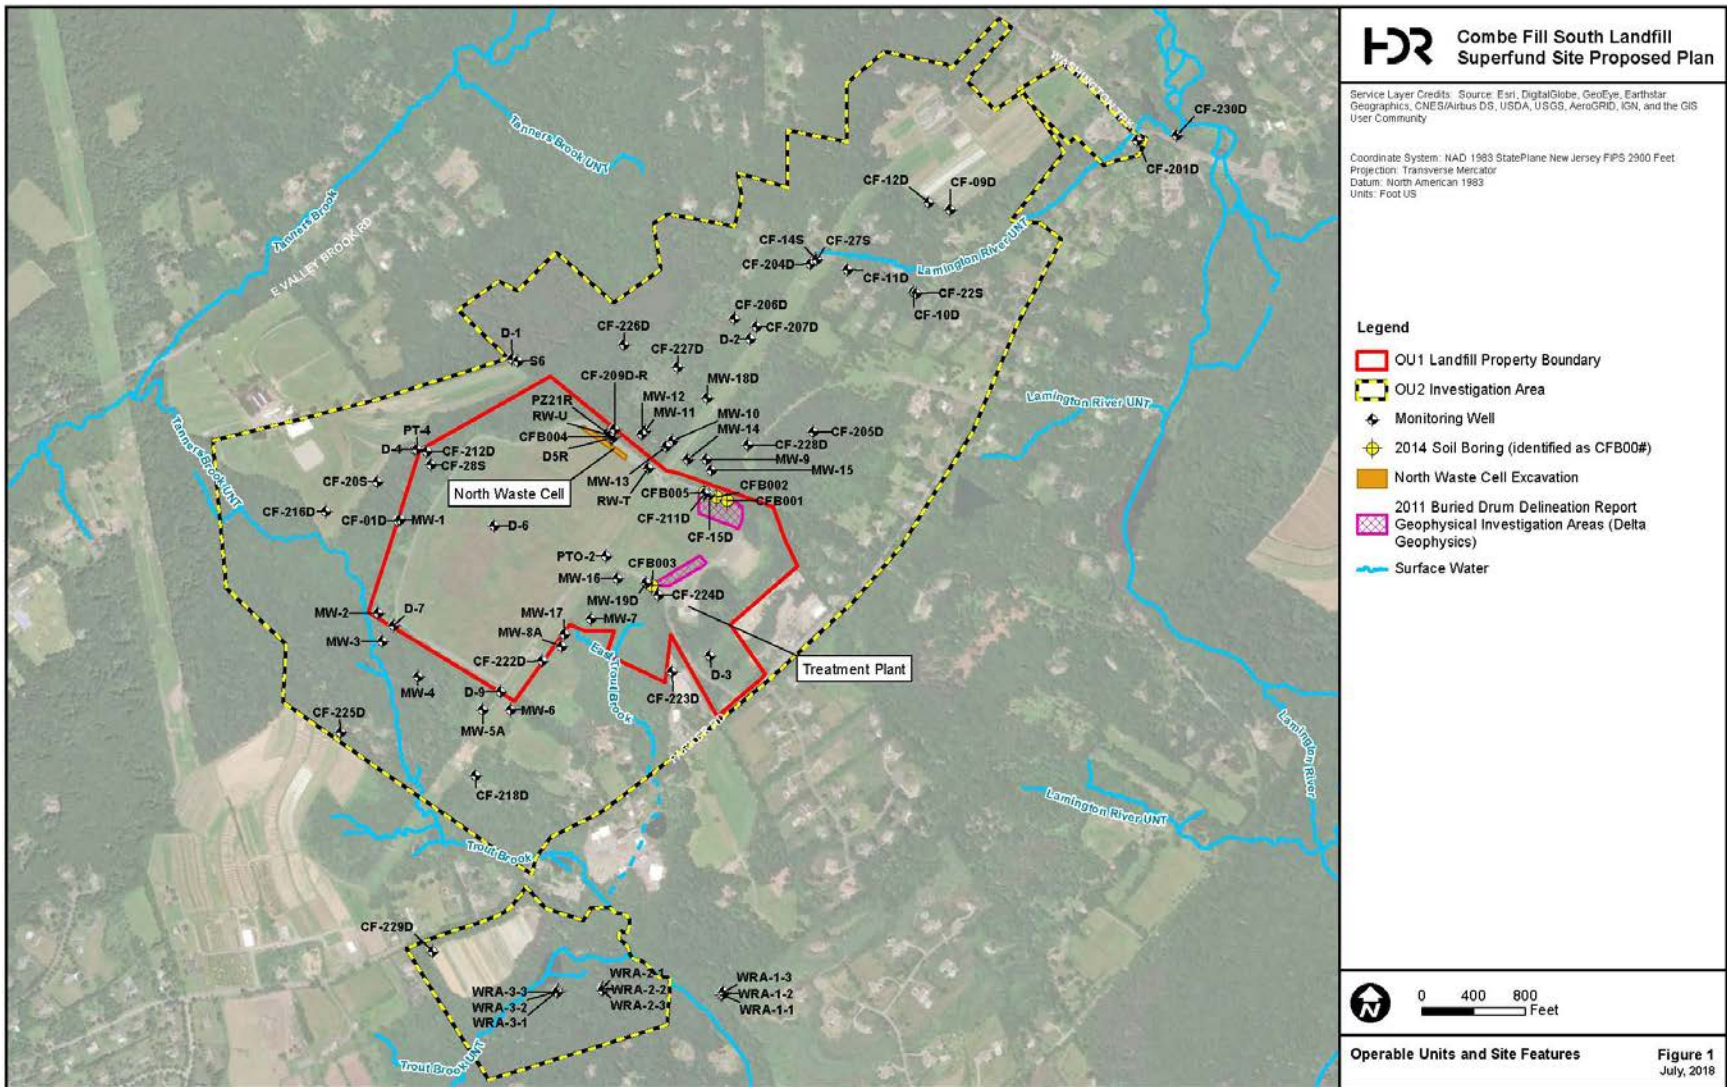 HDR
Combe Fill South Landfill
Superfund Site Proposed Plan
Service Layer Credits: Source: Esri, DigitalGlobe, GeoEye, Earthstar
Geographics, CNES/Airbus DS, USDA, USGS, AeroGRID, IGN, and the GIS
User Community
Coordinate System: NAD 1983 StatePlane New Jersey FIPS 2900 Feet
Projection: Transverse Mercator
Datum: North American 1983
Units: Foot US
Legend
OU1 Landfill Property Boundary
OU2 Investigation Area
Monitoring Well
2014 Soil Boring (identified as CFB00#)
North Waste Cell Excavation
2011 Buried Drum Delineation Report
Geophysical Investigation Areas (Delta
Geophysics)
Surface Water
N
0 400 800
Feet
Operable Units and Site Features
Figure 1
July, 2018
WASHINGTON TPK
CF-230D
CF-201D
Tanners Brook UNT
Tanners Brook
E VALLEY BROOK RD
CF-12D
CF-09D
Lamington River UNT
CF-14S
CF-27S
CF-204D
CF-11D
CF-22S
CF-10D
CF-206D
CF-207D
D-2
CF-226D
CF-227D
D-1
S6
CF-209D-R
MW-18D
PZ21R
MW-12
RW-U
MW-11
MW-10
CFB004
MW-14
D5R
CF-205D
CF-228D
MW-9
MW-15
MW-13
RW-T
North Waste Cell
PT-4
D-4
CF-212D
CF-28S
CF-20S
CF-216D
CF-01D
MW-1
D-6
Tanners Brook UNT
CFB005
CFB002
CFB001
CF-211D
CF-15D
PTO-2
CFB003
MW-16
MW-19D
CF-224D
MW-7
MW-17
MW-8A
CF-222D
East Trout Brook
D-3
CF-223D
Treatment Plant
MW-2
D-7
MW-3
MW-4
D-9
MW-6
MW-5A
CF-225D
CF-218D
Lamington River UNT
Lamington River UNT
Lamington River
Trout Brook
CF-229D
WRA-3-3
WRA-3-2
WRA-3-1
WRA-2-1
WRA-2-2
WRA-2-3
WRA-1-3
WRA-1-2
WRA-1-1
Trout Brook UNT